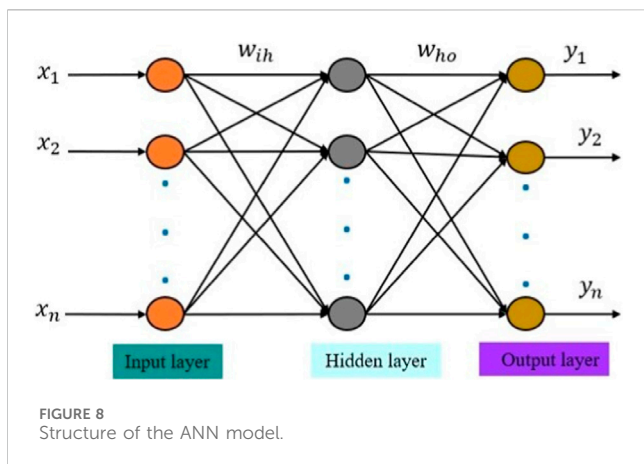 w_ih w_ho y_1
x_1
x_2 y_2
x_n y_n
Input layer Hidden layer Output layer
FIGURE 8
Structure of the ANN model.